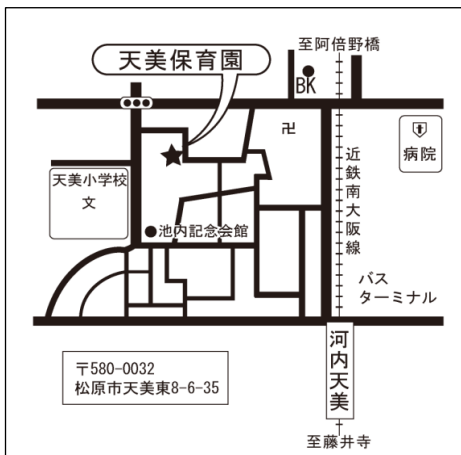 天美保育園
至阿倍野橋
BK
卍
病院
近鉄南大阪線
天美小学校
文
池内記念会館
バス
ターミナル
河内天美
〒580-0032
松原市天美東8-6-35
至藤井寺